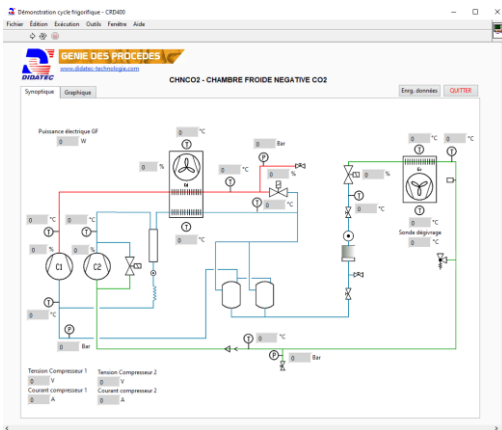 Démonstration cycle frigorifique - CRD400
Fichier Édition Exécution Outils Fenêtre Aide
GENIE DES PROCEDES
www.didatec-technologie.com
DIDATEC
CHNCO2 - CHAMBRE FROIDE NEGATIVE CO2
Synoptique Graphique
Enrg. données QUITTER
Puissance électrique GF
0 W
0 °C
T
0 Bar
P
0 °C 0 °C
T T
0 %
0 °C
T
0 %
0 %
T 0 °C
T
0 °C 0 °C
T T
0 % 0 %
C1 C2
T
0 °C
T
0 °C
Sonde dégivrage
0 °C
T
0 °C
P
0 Bar
T 0 °C
P 0 Bar
Tension Compresseur 1 Tension Compresseur 2
0 V 0 V
Courant compresseur 1 Courant compresseur 2
0 A 0 A